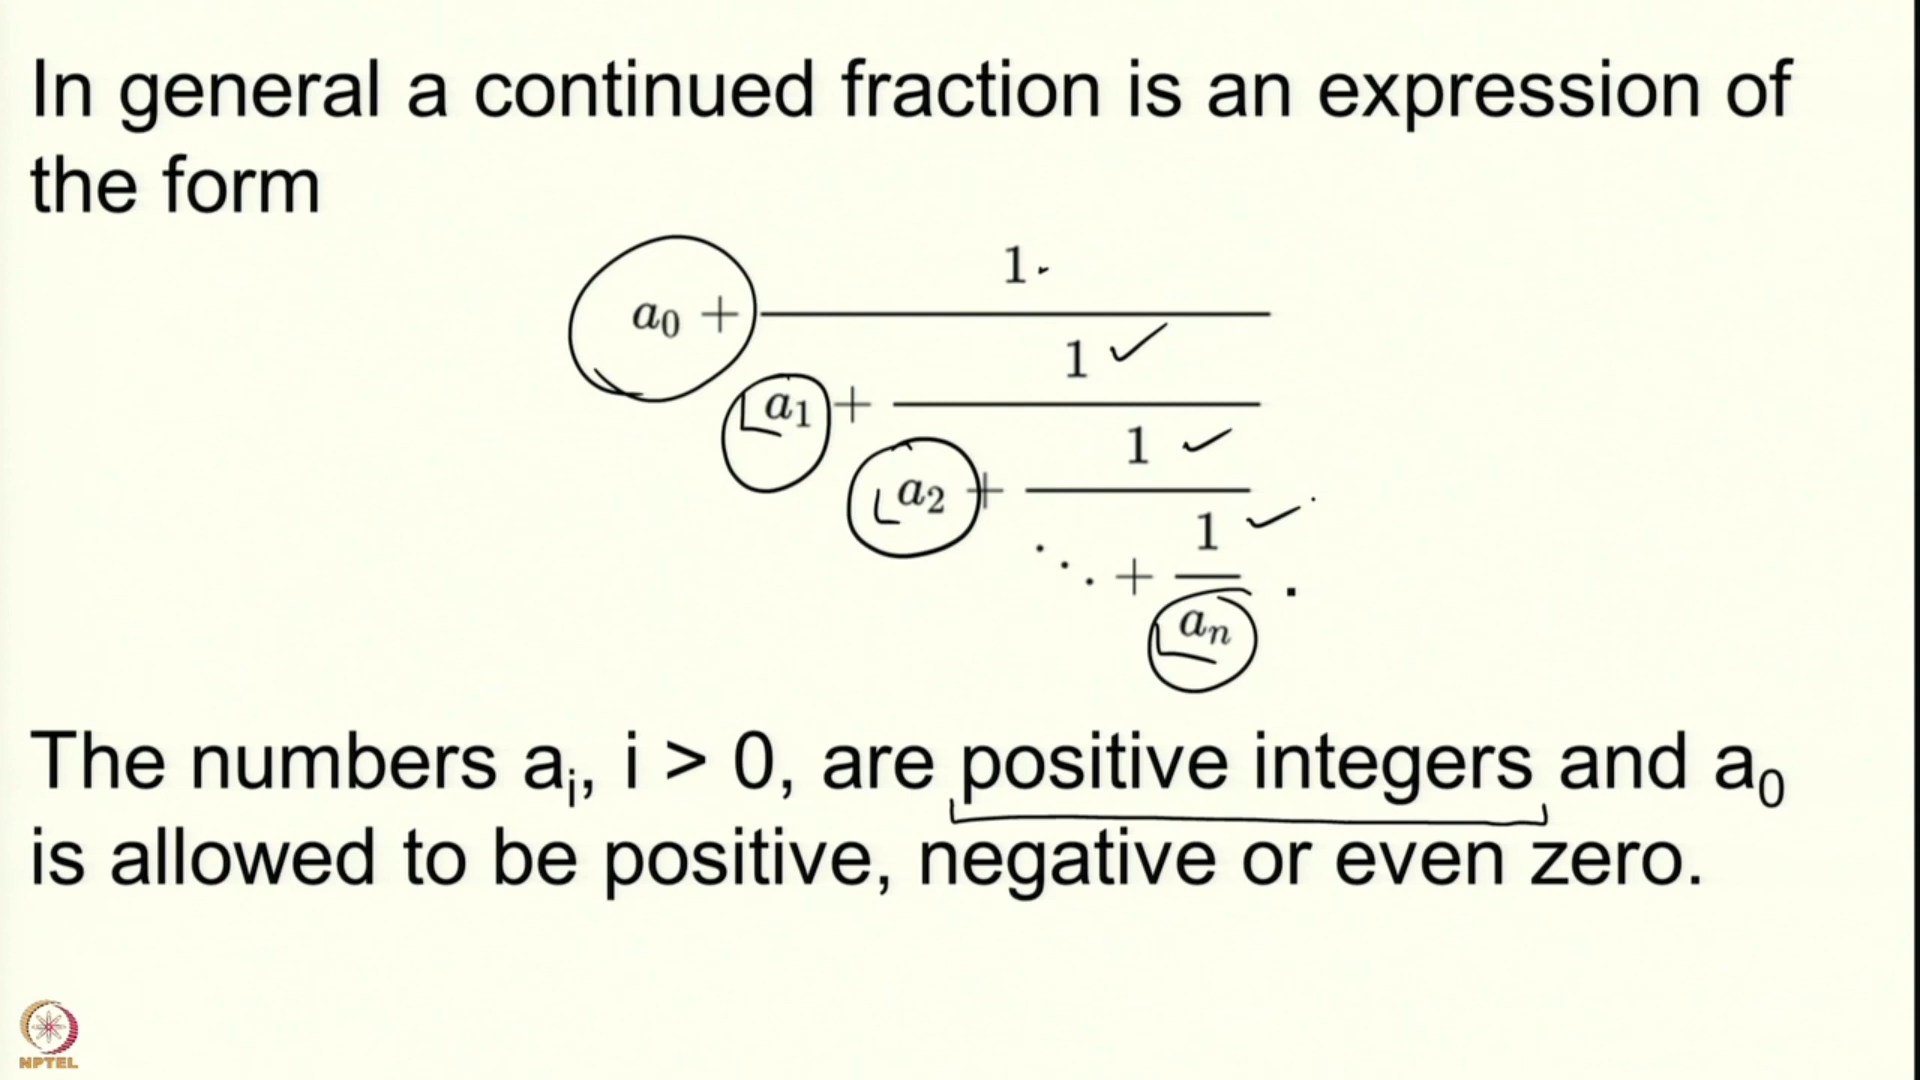 In general a continued fraction is an expression of
the form
1
a₀ +
1
a₁ +
1
a₂ +
1
⋱ +
aₙ
.
The numbers aᵢ, i > 0, are positive integers and a₀
is allowed to be positive, negative or even zero.
NPTEL